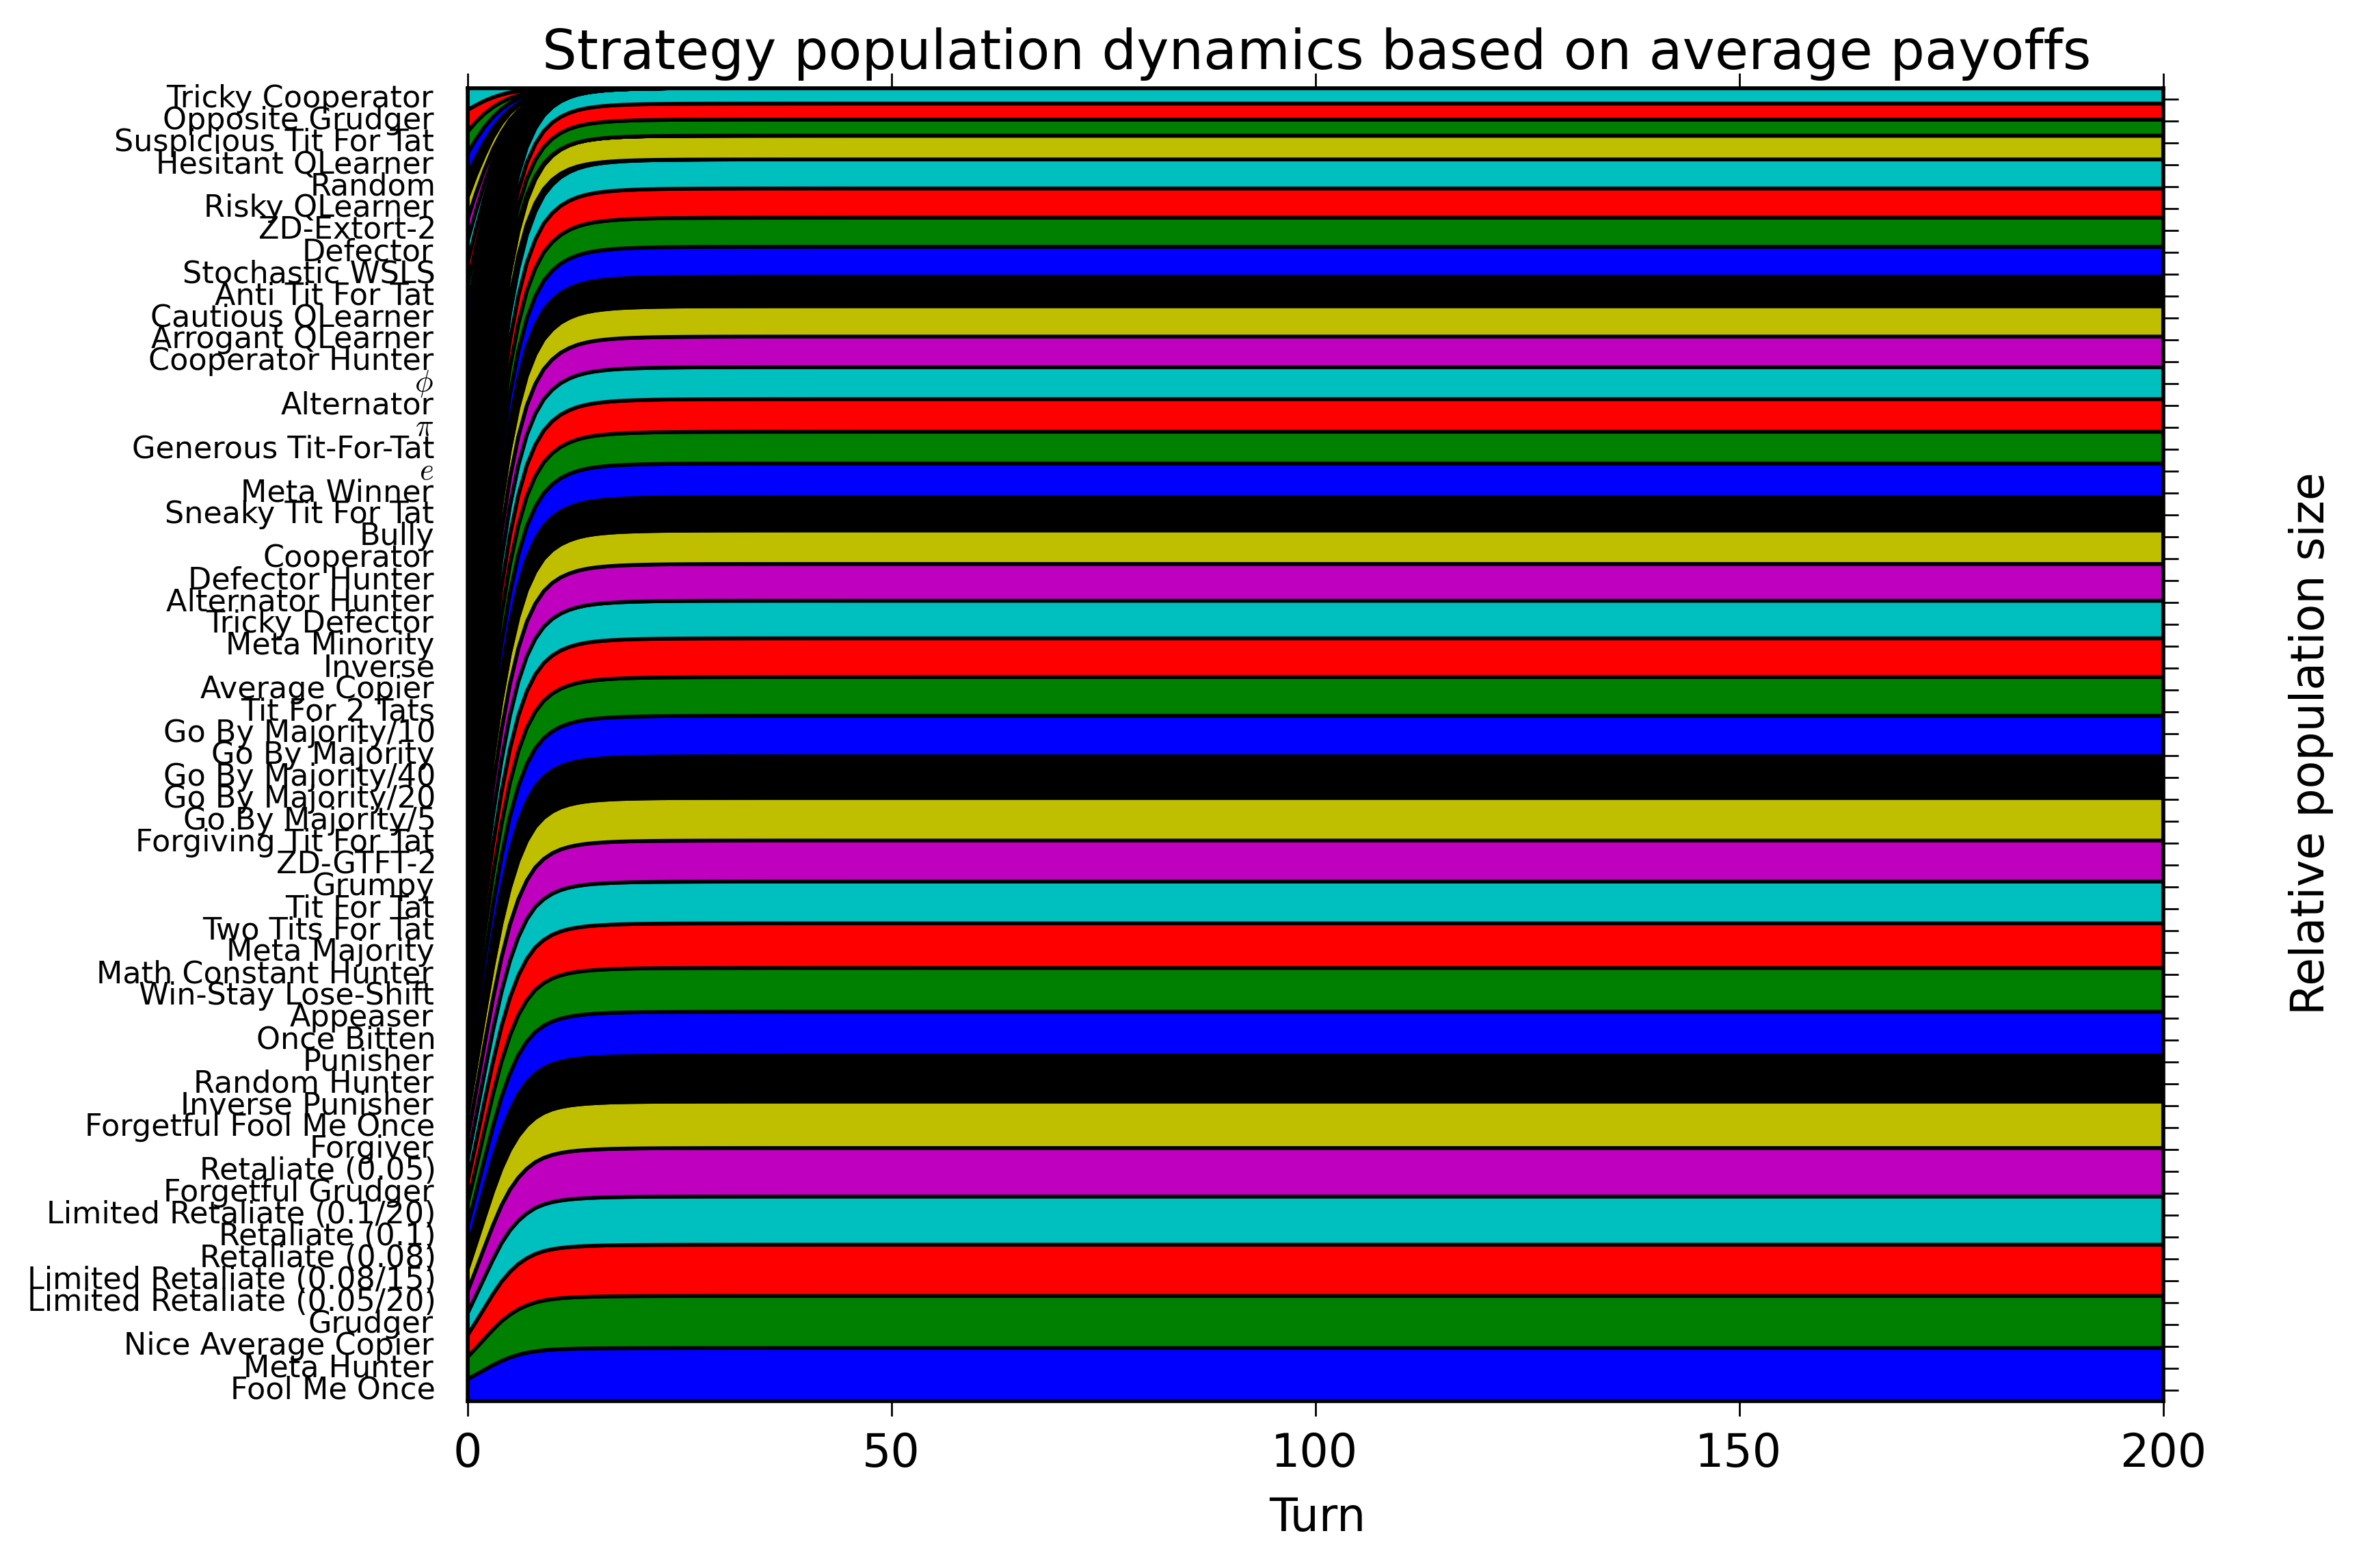 Strategy population dynamics based on average payoffs
Tricky Cooperator
Opposite Grudger
Suspicious Tit For Tat
Hesitant QLearner
Random
Risky QLearner
ZD-Extort-2
Defector
Stochastic WSLS
Anti Tit For Tat
Cautious QLearner
Arrogant QLearner
Cooperator Hunter
ϕ
Alternator
π
Generous Tit-For-Tat
e
Meta Winner
Sneaky Tit For Tat
Bully
Cooperator
Defector Hunter
Alternator Hunter
Tricky Defector
Meta Minority
Inverse
Average Copier
Tit For 2 Tats
Go By Majority/10
Go By Majority
Go By Majority/40
Go By Majority/20
Go By Majority/5
Forgiving Tit For Tat
ZD-GTFT-2
Grumpy
Tit For Tat
Two Tits For Tat
Meta Majority
Math Constant Hunter
Win-Stay Lose-Shift
Appeaser
Once Bitten
Punisher
Random Hunter
Inverse Punisher
Forgetful Fool Me Once
Forgiver
Retaliate (0.05)
Forgetful Grudger
Limited Retaliate (0.1/20)
Retaliate (0.1)
Retaliate (0.08)
Limited Retaliate (0.08/15)
Limited Retaliate (0.05/20)
Grudger
Nice Average Copier
Meta Hunter
Fool Me Once
Relative population size
0 50 100 150 200
Turn